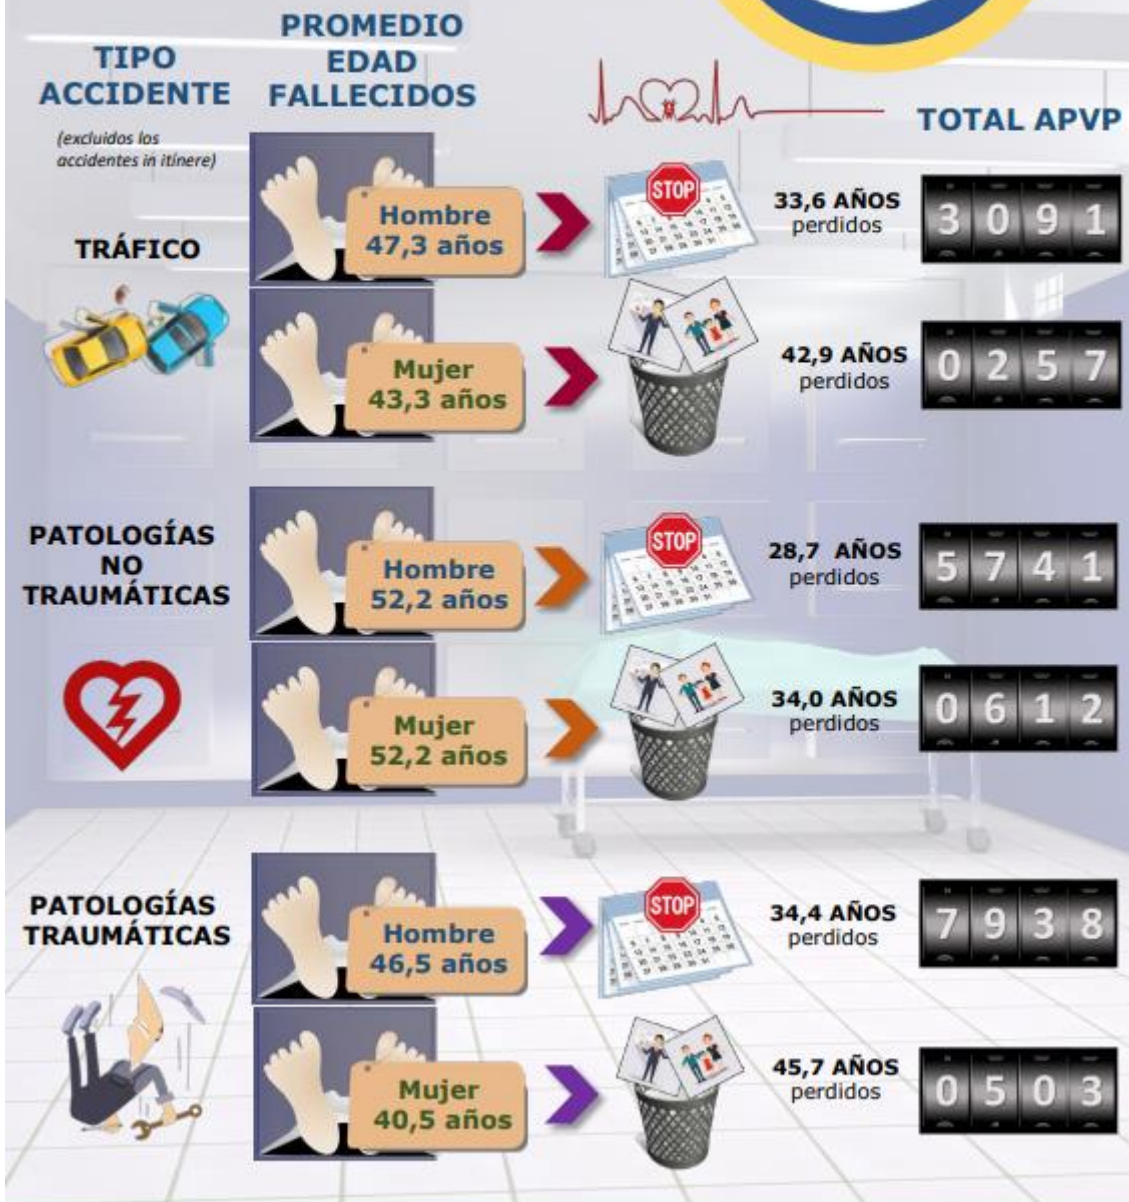 TIPO
ACCIDENTE
(excluidos los
accidentes in itínere)
PROMEDIO
EDAD
FALLECIDOS
TOTAL APVP
TRÁFICO
Hombre
47,3 años
STOP
33,6 AÑOS
perdidos
3091
Mujer
43,3 años
42,9 AÑOS
perdidos
0257
PATOLOGÍAS
NO
TRAUMÁTICAS
Hombre
52,2 años
STOP
28,7 AÑOS
perdidos
5741
Mujer
52,2 años
34,0 AÑOS
perdidos
0612
PATOLOGÍAS
TRAUMÁTICAS
Hombre
46,5 años
STOP
34,4 AÑOS
perdidos
7938
Mujer
40,5 años
45,7 AÑOS
perdidos
0503